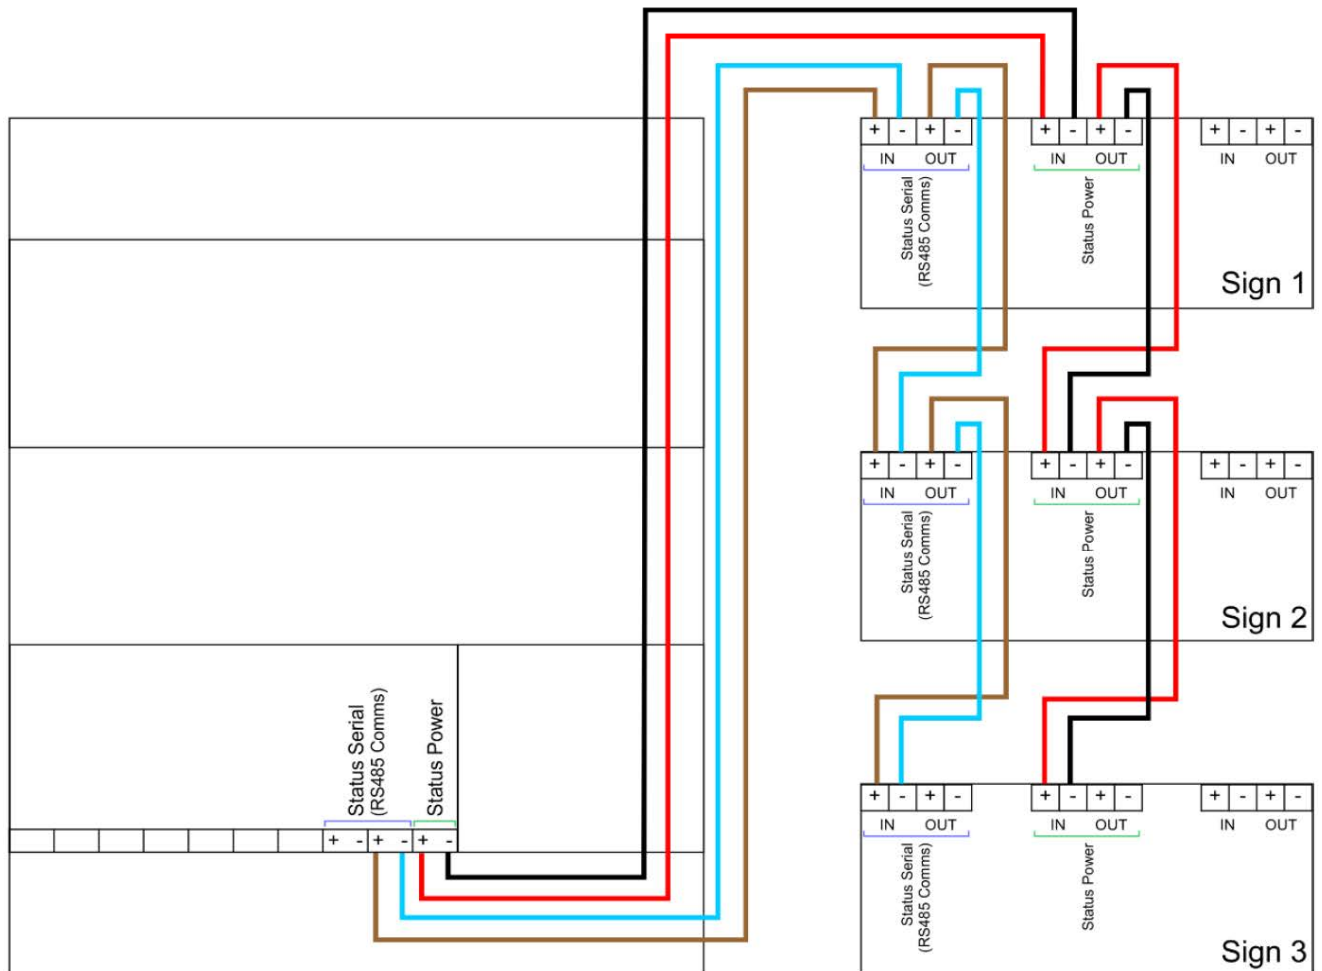 + - + - + - + - + - + -
IN OUT IN OUT IN OUT
Status Serial
(RS485 Comms)
Status Power
Sign 1
+ - + - + - + - + - + -
IN OUT IN OUT IN OUT
Status Serial
(RS485 Comms)
Status Power
Sign 2
Status Serial
(RS485 Comms)
Status Power
+ - + - + -
+ - + - + - + - + - + -
IN OUT IN OUT IN OUT
Status Serial
(RS485 Comms)
Status Power
Sign 3